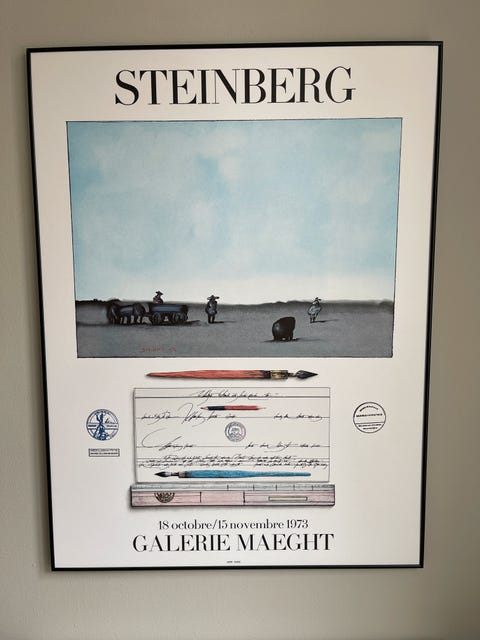 STEINBERG
18 octobre/15 novembre 1973
GALERIE MAEGHT